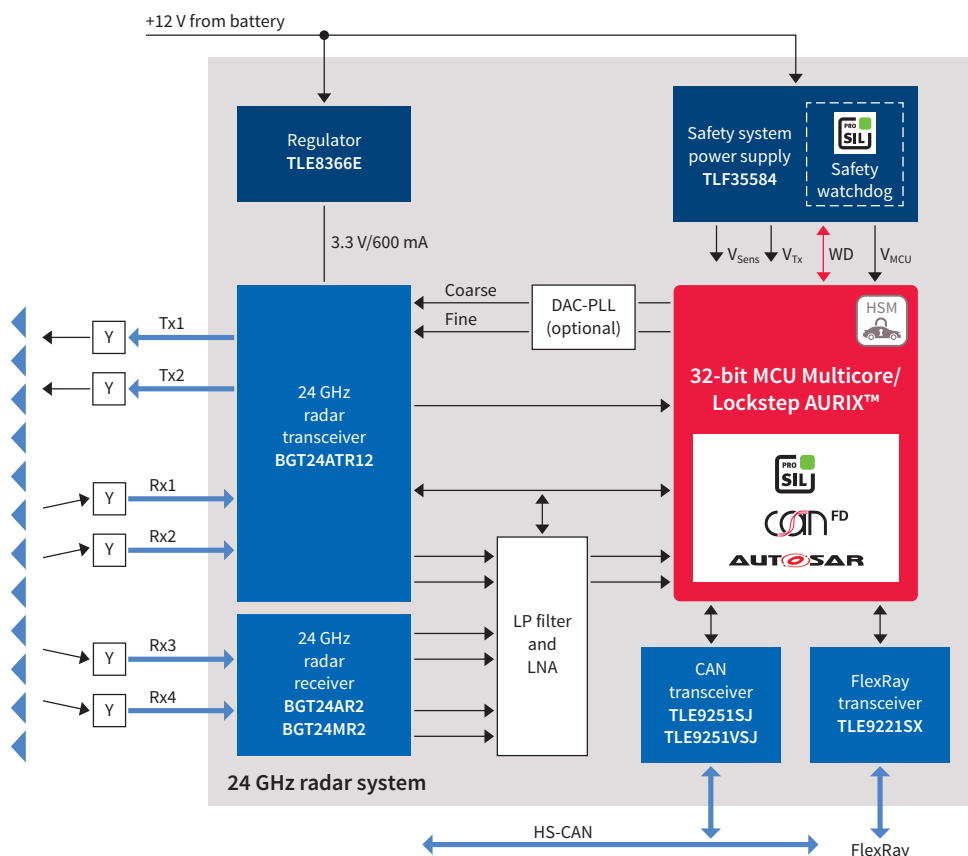 +12 V from battery
Regulator
TLE8366E
Safety system
power supply
TLF35584
PRO
SIL
Safety
watchdog
3.3 V/600 mA
VSens
VTx
WD
VMCU
Coarse
Fine
DAC-PLL
(optional)
HSM
32-bit MCU Multicore/
Lockstep AURIX™
PRO
SIL
CAN FD
AUTOSAR
Y
Tx1
Y
Tx2
24 GHz
radar
transceiver
BGT24ATR12
Y
Rx1
Y
Rx2
LP filter
and
LNA
Y
Rx3
Y
Rx4
24 GHz
radar
receiver
BGT24AR2
BGT24MR2
CAN
transceiver
TLE9251SJ
TLE9251VSJ
FlexRay
transceiver
TLE9221SX
24 GHz radar system
HS-CAN
FlexRay